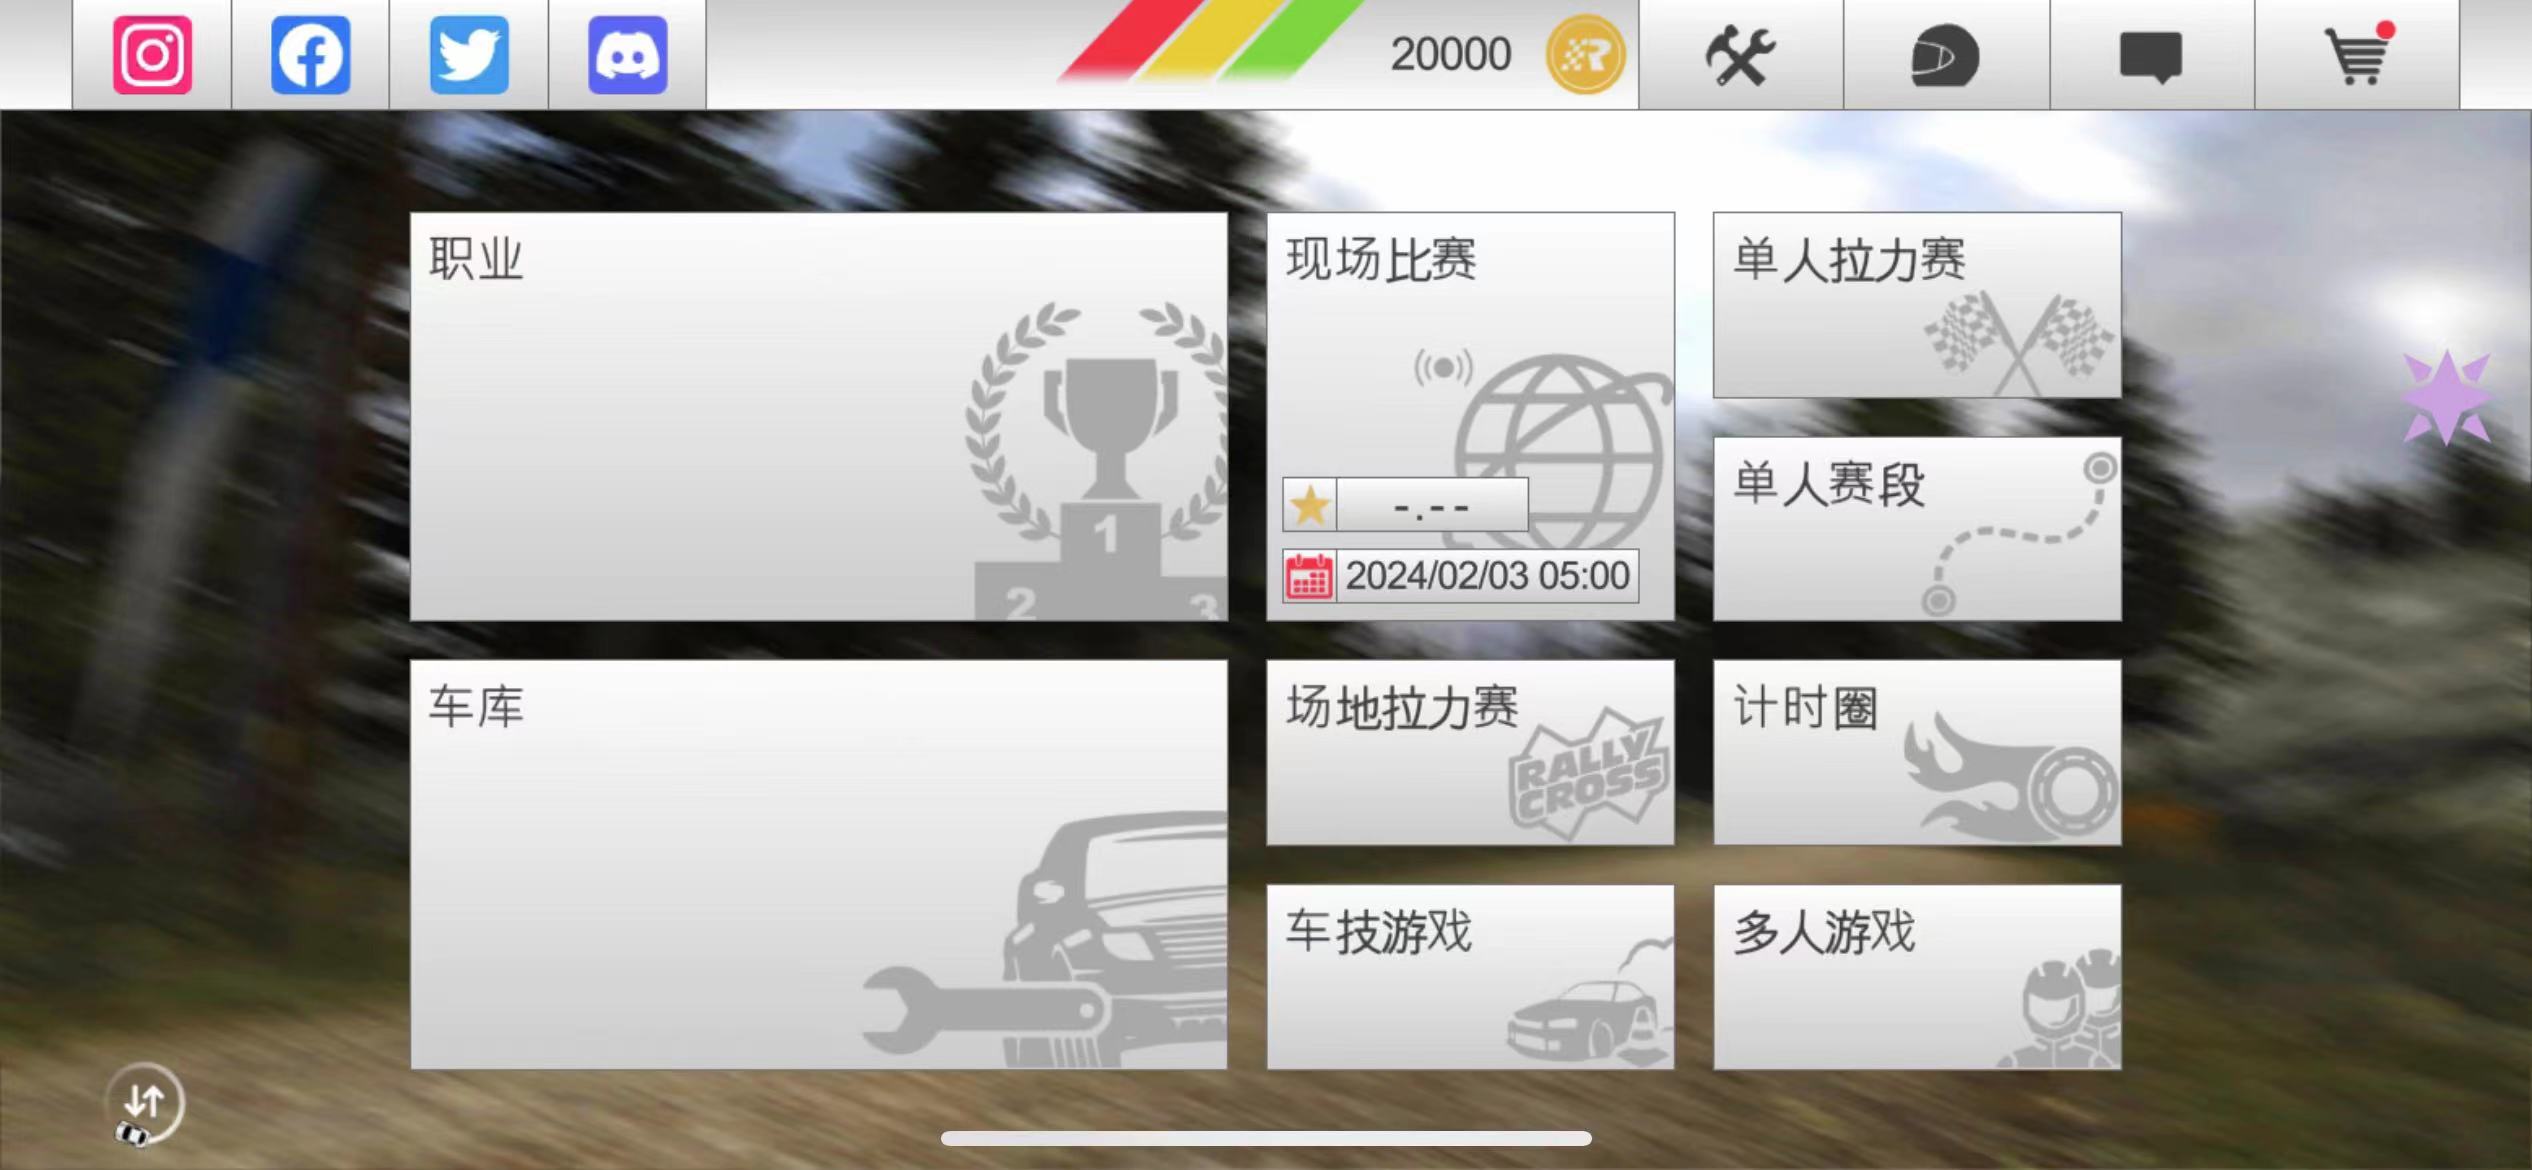 20000
职业
1
2
3
现场比赛
-.--
2024/02/03 05:00
单人拉力赛
单人赛段
车库
场地拉力赛
RALLY
CROSS
计时圈
车技游戏
多人游戏